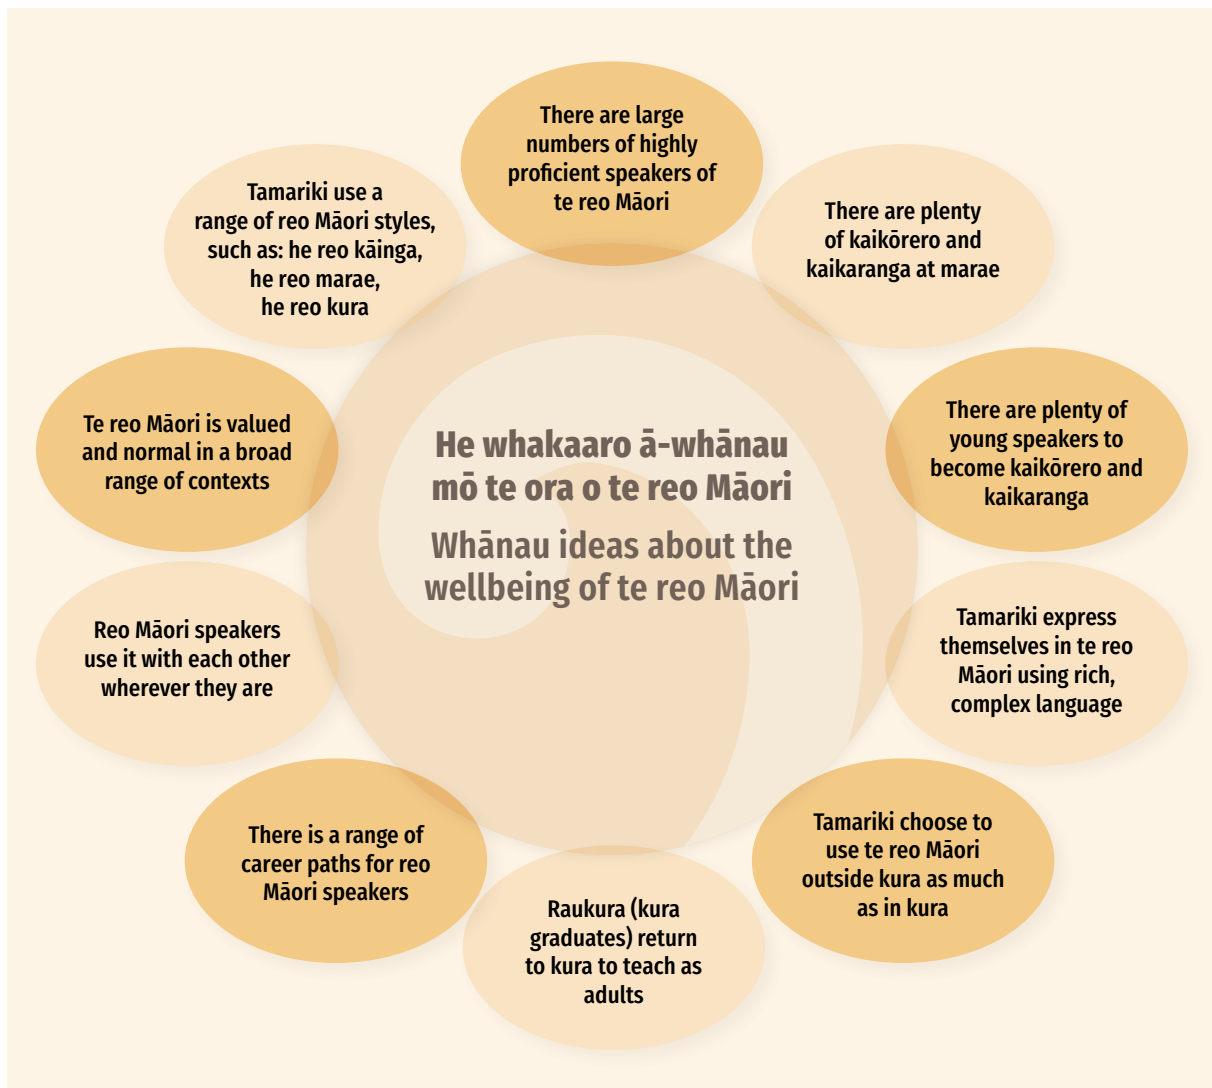 He whakaaro ā-whānau
mō te ora o te reo Māori
Whānau ideas about the
wellbeing of te reo Māori
There are large
numbers of highly
proficient speakers of
te reo Māori
There are plenty
of kaikōrero and
kaikaranga at marae
There are plenty of
young speakers to
become kaikōrero and
kaikaranga
Tamariki express
themselves in te reo
Māori using rich,
complex language
Tamariki choose to
use te reo Māori
outside kura as much
as in kura
Raukura (kura
graduates) return
to kura to teach as
adults
There is a range of
career paths for reo
Māori speakers
Reo Māori speakers
use it with each other
wherever they are
Te reo Māori is valued
and normal in a broad
range of contexts
Tamariki use a
range of reo Māori styles,
such as: he reo kāinga,
he reo marae,
he reo kura